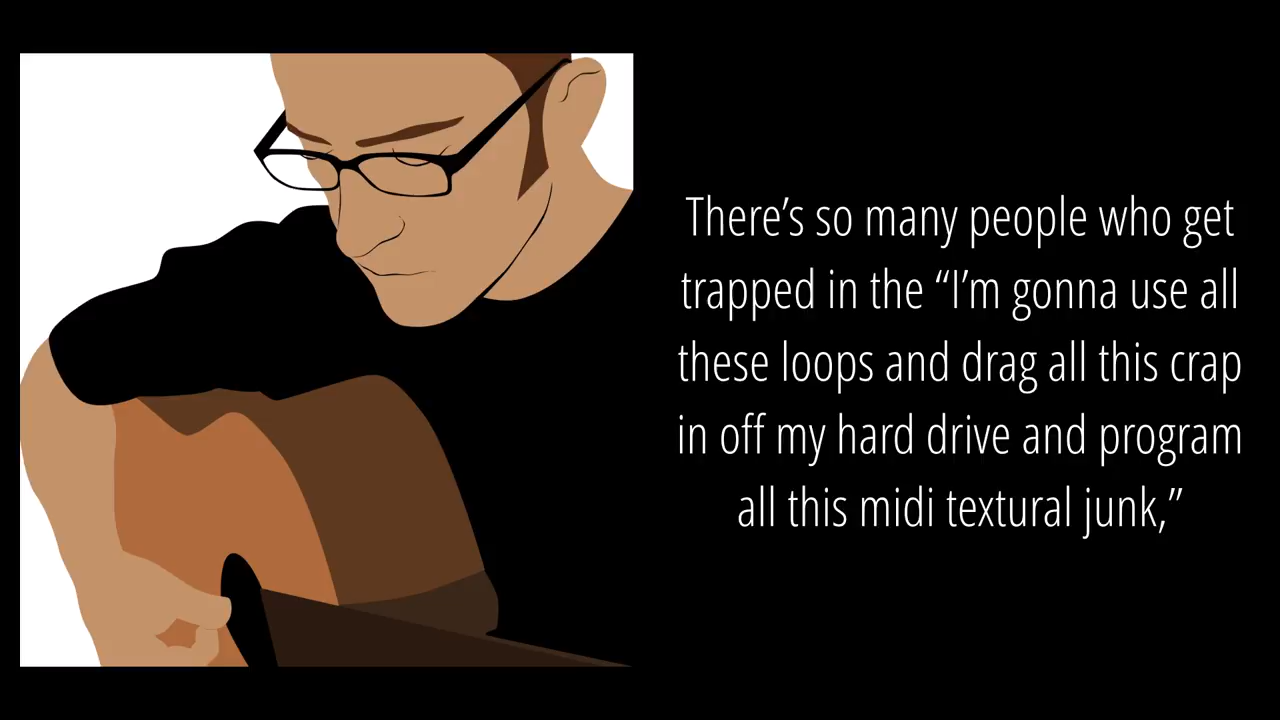 There’s so many people who get
trapped in the “I’m gonna use all
these loops and drag all this crap
in off my hard drive and program
all this midi textural junk,”